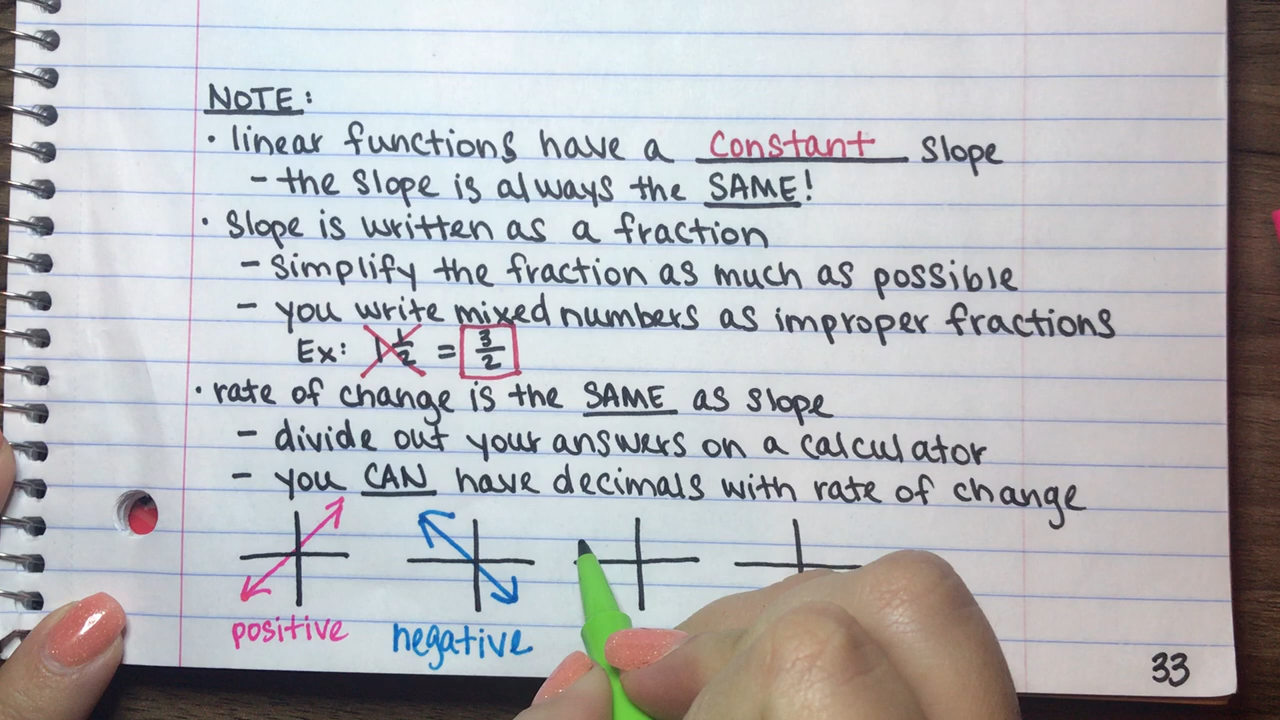 NOTE:
• linear functions have a constant slope
- the slope is always the SAME!
• slope is written as a fraction
- simplify the fraction as much as possible
- you write mixed numbers as improper fractions
Ex: 1 1/2 = 3/2
• rate of change is the SAME as slope
- divide out your answers on a calculator
- you CAN have decimals with rate of change
positive negative
33